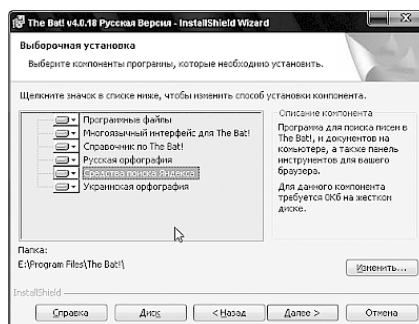 The Bat! v4.0.18 Русская Версия - InstallShield Wizard
Выборочная установка
Выберите компоненты программы, которые необходимо установить.
Щелкните значок в списке ниже, чтобы изменить способ установки компонента.
Программные файлы
Многоязычный интерфейс для The Bat!
Справочник по The Bat!
Русская орфография
Средства поиска Яндекса
Украинская орфография
Описание компонента
Программа для поиска писем в
The Bat!, и документов на
компьютере, а также панель
инструментов для вашего
браузера.
Для данного компонента
требуется 0Кб на жестком
диске.
Папка:
E:\Program Files\The Bat!\
Изменить...
InstallShield
Справка
Диск
< Назад
Далее >
Отмена